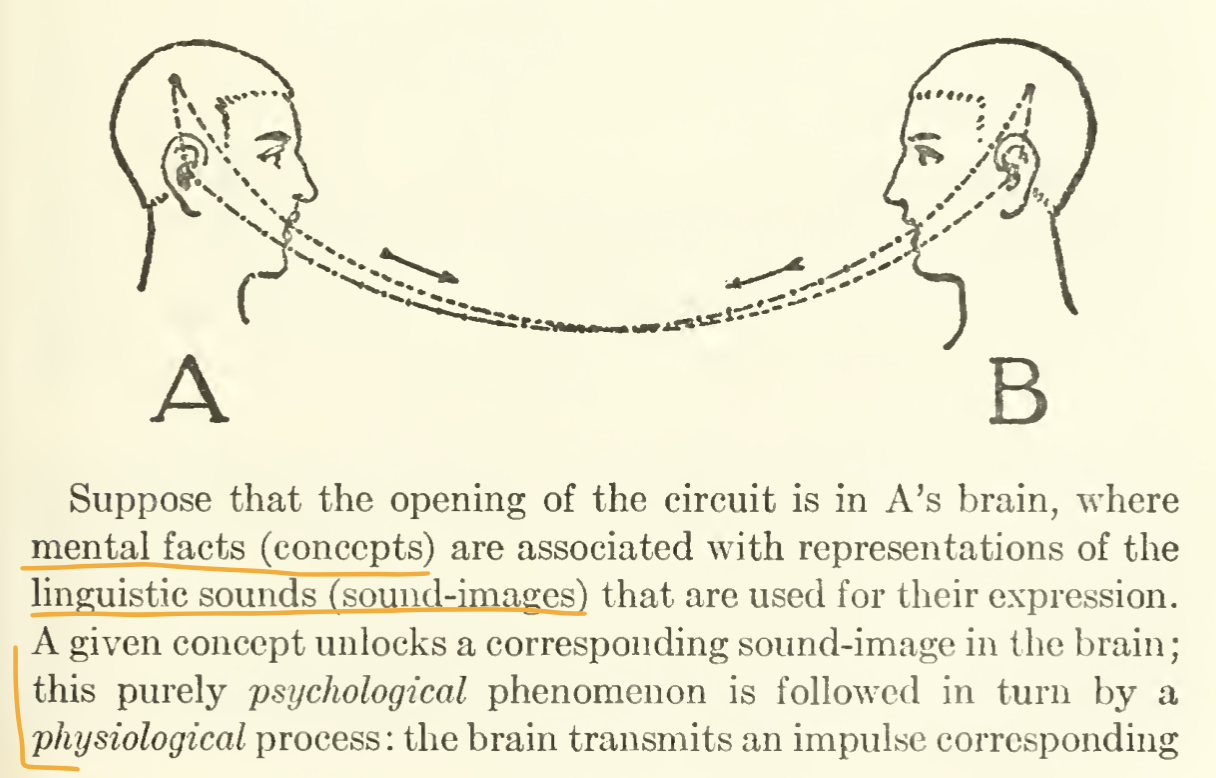 A
B
Suppose that the opening of the circuit is in A's brain, where
mental facts (concepts) are associated with representations of the
linguistic sounds (sound-images) that are used for their expression.
A given concept unlocks a corresponding sound-image in the brain;
this purely psychological phenomenon is followed in turn by a
physiological process: the brain transmits an impulse corresponding